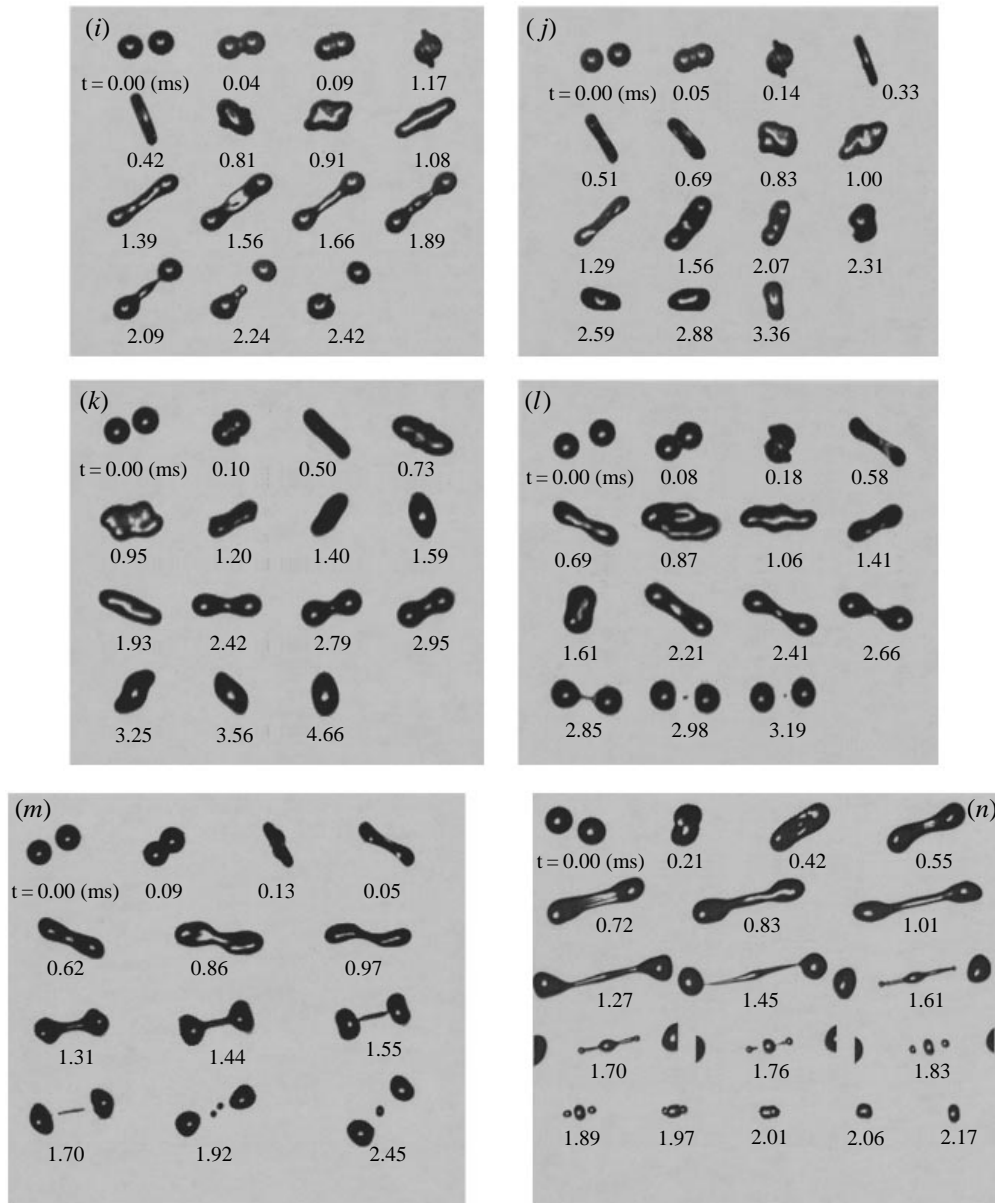 (i)
t = 0.00 (ms) 0.04 0.09 1.17
0.42 0.81 0.91 1.08
1.39 1.56 1.66 1.89
2.09 2.24 2.42
(j)
t = 0.00 (ms) 0.05 0.14 0.33
0.51 0.69 0.83 1.00
1.29 1.56 2.07 2.31
2.59 2.88 3.36
(k)
t = 0.00 (ms) 0.10 0.50 0.73
0.95 1.20 1.40 1.59
1.93 2.42 2.79 2.95
3.25 3.56 4.66
(l)
t = 0.00 (ms) 0.08 0.18 0.58
0.69 0.87 1.06 1.41
1.61 2.21 2.41 2.66
2.85 2.98 3.19
(m)
t = 0.00 (ms) 0.09 0.13 0.05
0.62 0.86 0.97
1.31 1.44 1.55
1.70 1.92 2.45
(n)
t = 0.00 (ms) 0.21 0.42 0.55
0.72 0.83 1.01
1.27 1.45 1.61
1.70 1.76 1.83
1.89 1.97 2.01 2.06 2.17